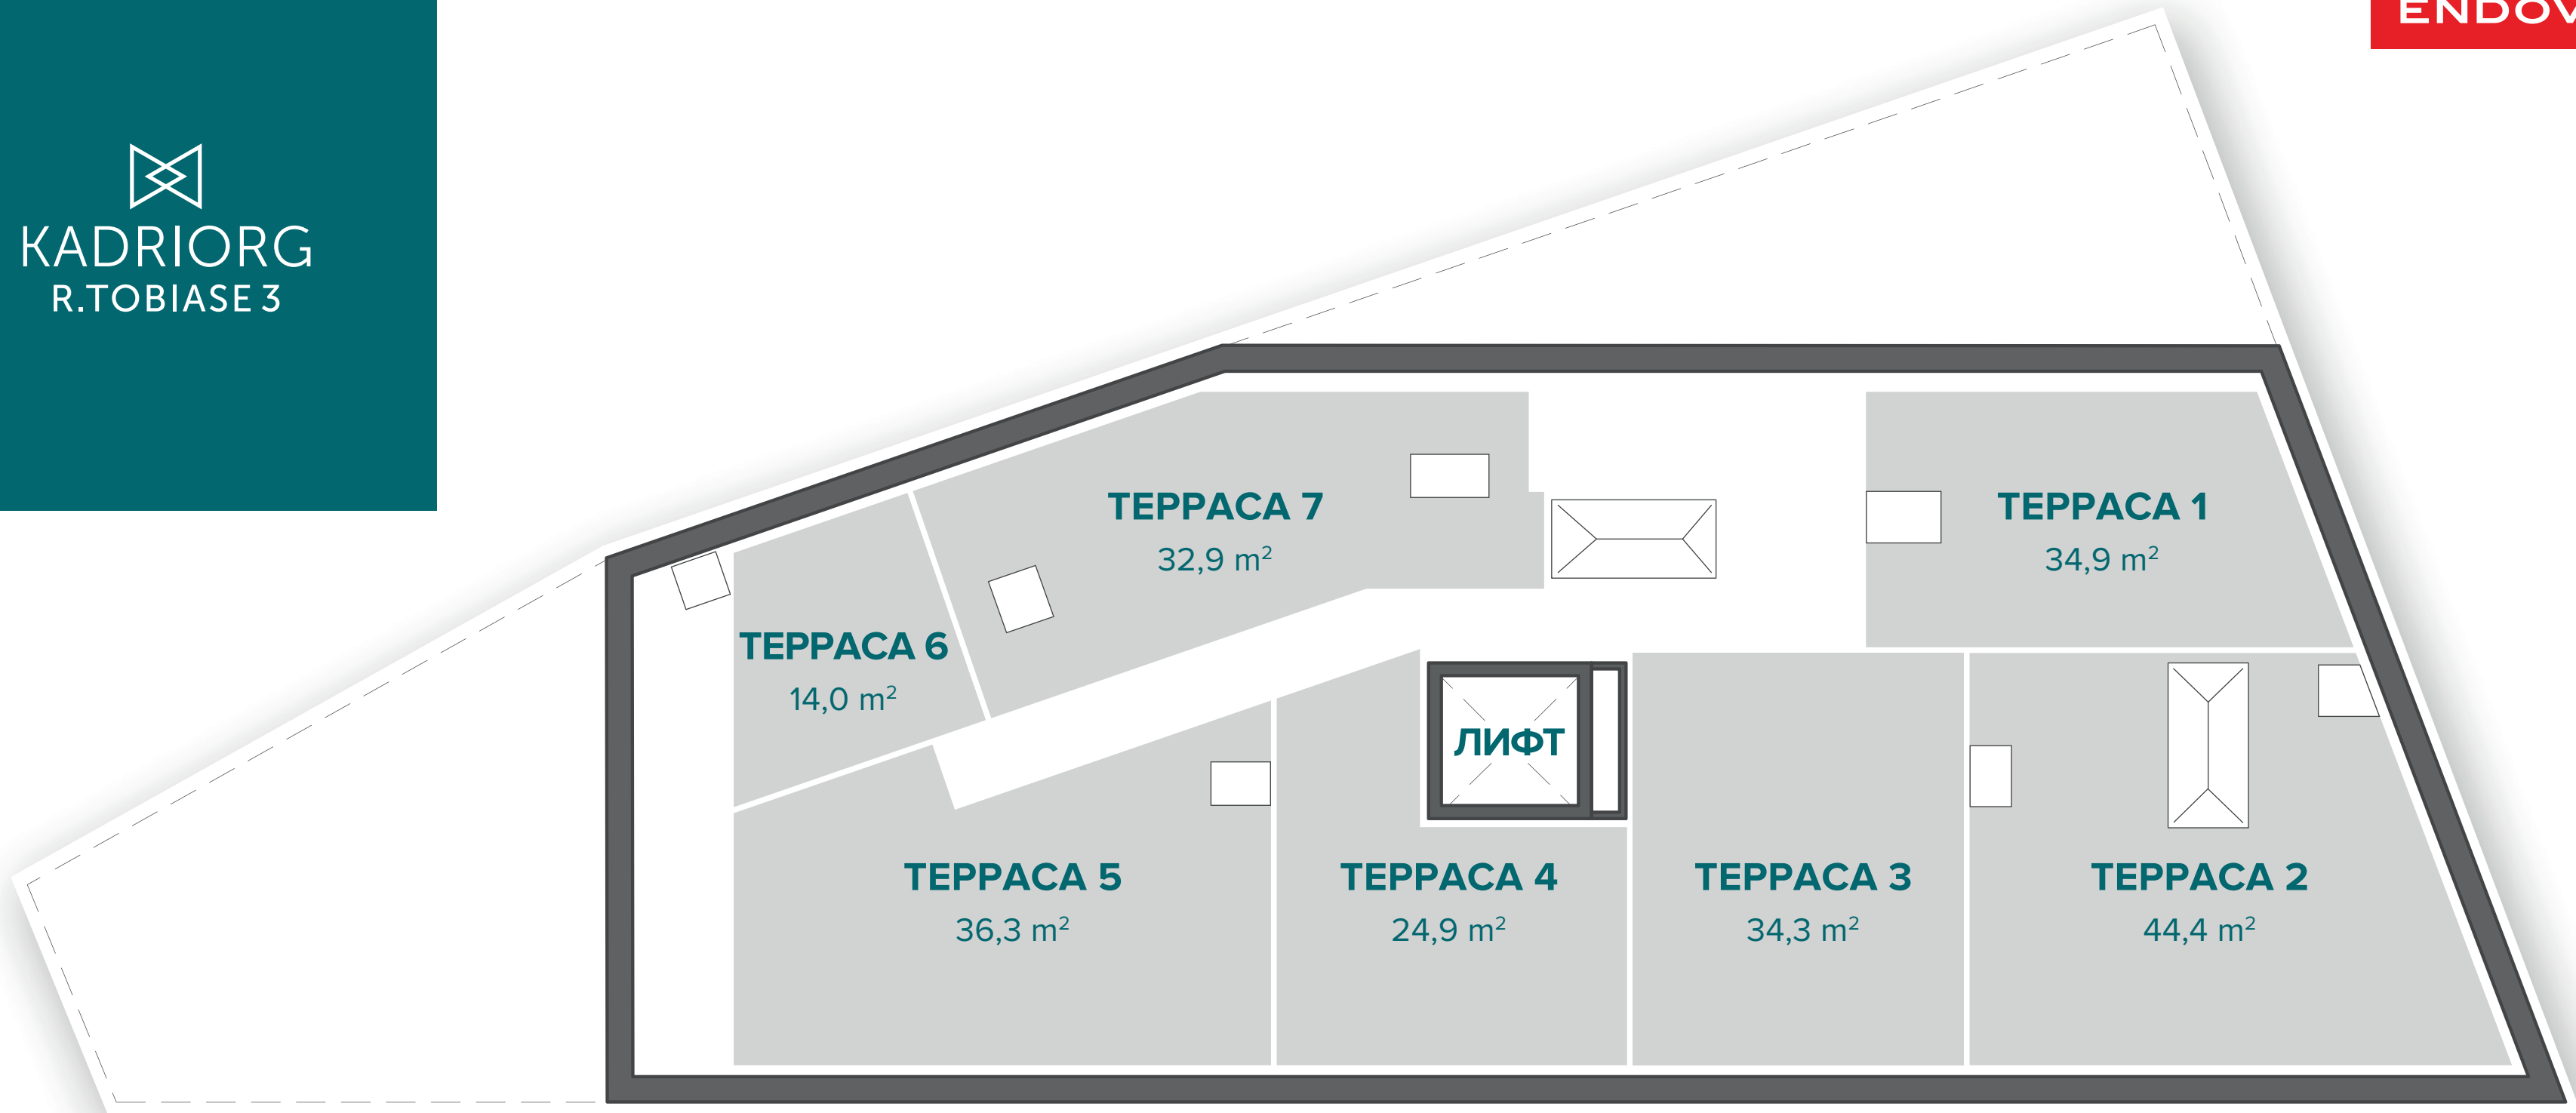 KADRIORG
R.TOBIASE 3
ТЕРРАСА 7
32,9 m²
ТЕРРАСА 1
34,9 m²
ТЕРРАСА 6
14,0 m²
ЛИФТ
ТЕРРАСА 5
36,3 m²
ТЕРРАСА 4
24,9 m²
ТЕРРАСА 3
34,3 m²
ТЕРРАСА 2
44,4 m²